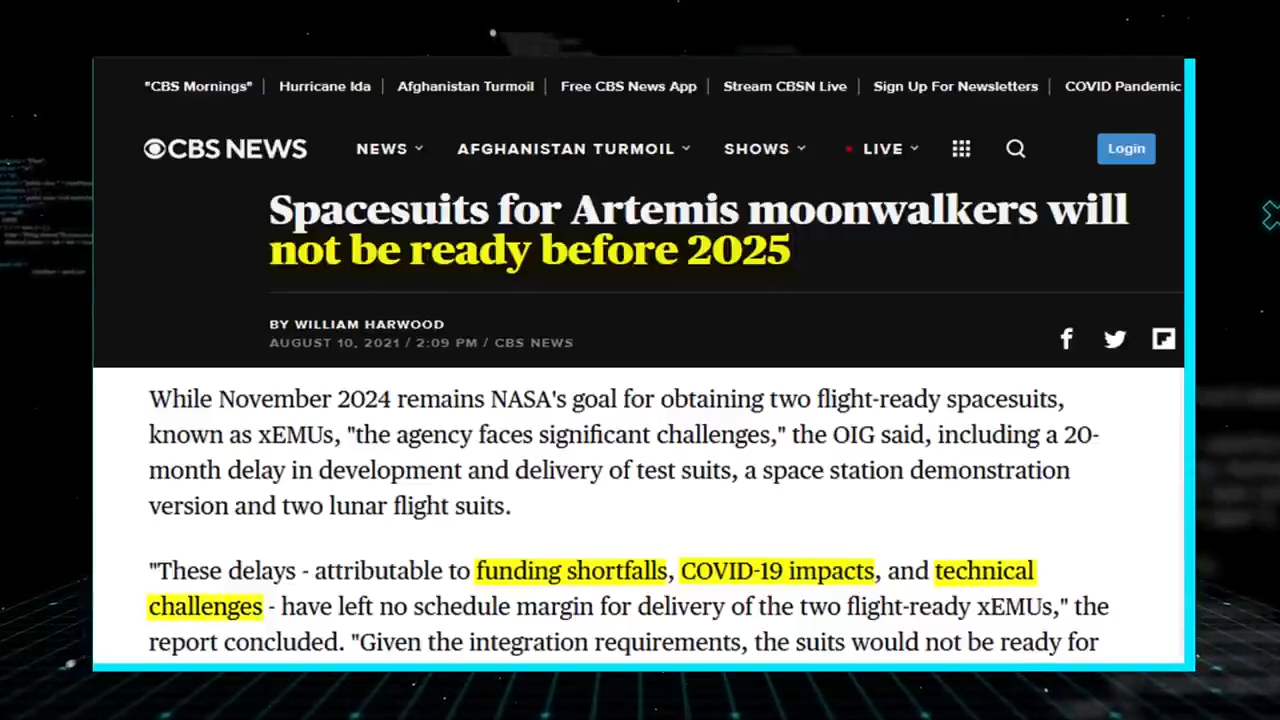 "CBS Mornings" | Hurricane Ida | Afghanistan Turmoil | Free CBS News App | Stream CBSN Live | Sign Up For Newsletters | COVID Pandemic
CBS NEWS NEWS AFGHANISTAN TURMOIL SHOWS LIVE Login
Spacesuits for Artemis moonwalkers will
not be ready before 2025
BY WILLIAM HARWOOD
AUGUST 10, 2021 / 2:09 PM / CBS NEWS
While November 2024 remains NASA's goal for obtaining two flight-ready spacesuits,
known as xEMUs, "the agency faces significant challenges," the OIG said, including a 20-
month delay in development and delivery of test suits, a space station demonstration
version and two lunar flight suits.
"These delays - attributable to funding shortfalls, COVID-19 impacts, and technical
challenges - have left no schedule margin for delivery of the two flight-ready xEMUs," the
report concluded. "Given the integration requirements, the suits would not be ready for